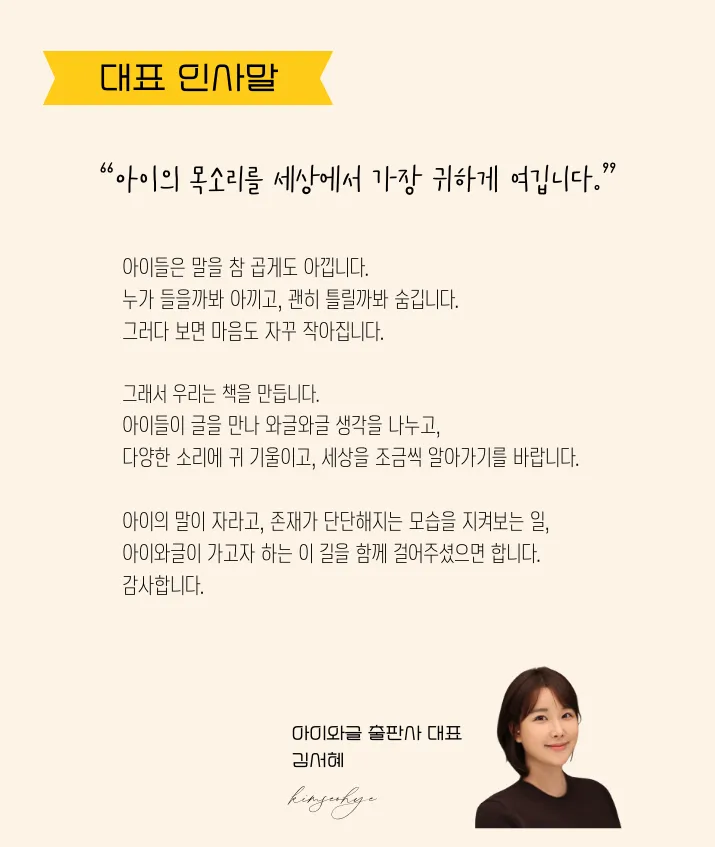 대표 인사말
“아이의 목소리를 세상에서 가장 귀하게 여깁니다.”
아이들은 말을 참 곱게도 아낍니다.
누가 들을까봐 아끼고, 괜히 틀릴까봐 숨깁니다.
그러다 보면 마음도 자꾸 작아집니다.
그래서 우리는 책을 만듭니다.
아이들이 글을 만나 와글와글 생각을 나누고,
다양한 소리에 귀 기울이고, 세상을 조금씩 알아가기를 바랍니다.
아이의 말이 자라고, 존재가 단단해지는 모습을 지켜보는 일,
아이와글이 가고자 하는 이 길을 함께 걸어주셨으면 합니다.
감사합니다.
아이와글 출판사 대표
김서혜
kimseohye